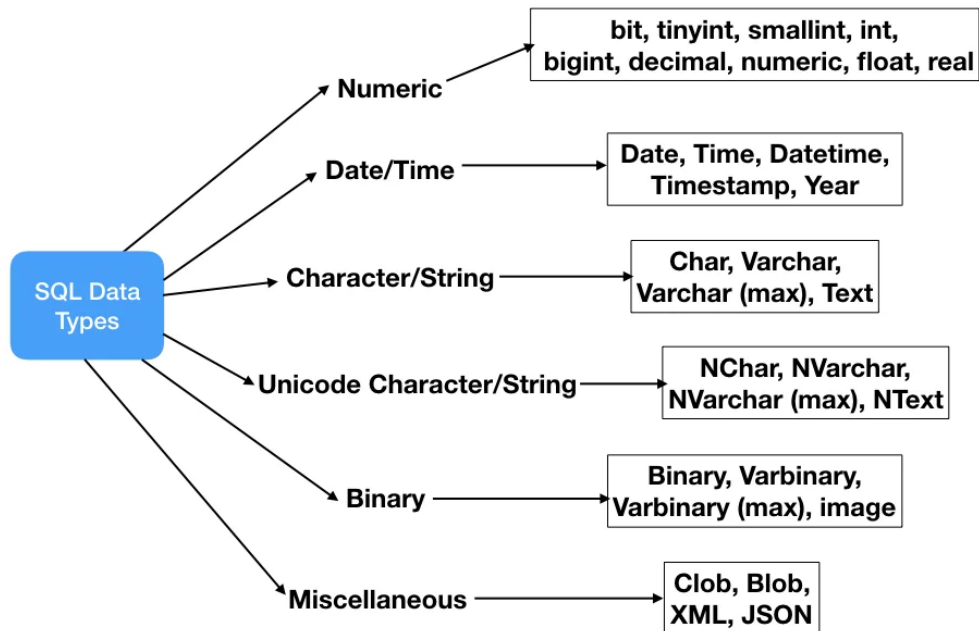 bit, tinyint, smallint, int,
bigint, decimal, numeric, float, real
Numeric
Date/Time
Date, Time, Datetime,
Timestamp, Year
SQL Data
Types
Character/String
Char, Varchar,
Varchar (max), Text
Unicode Character/String
NChar, NVarchar,
NVarchar (max), NText
Binary
Binary, Varbinary,
Varbinary (max), image
Miscellaneous
Clob, Blob,
XML, JSON